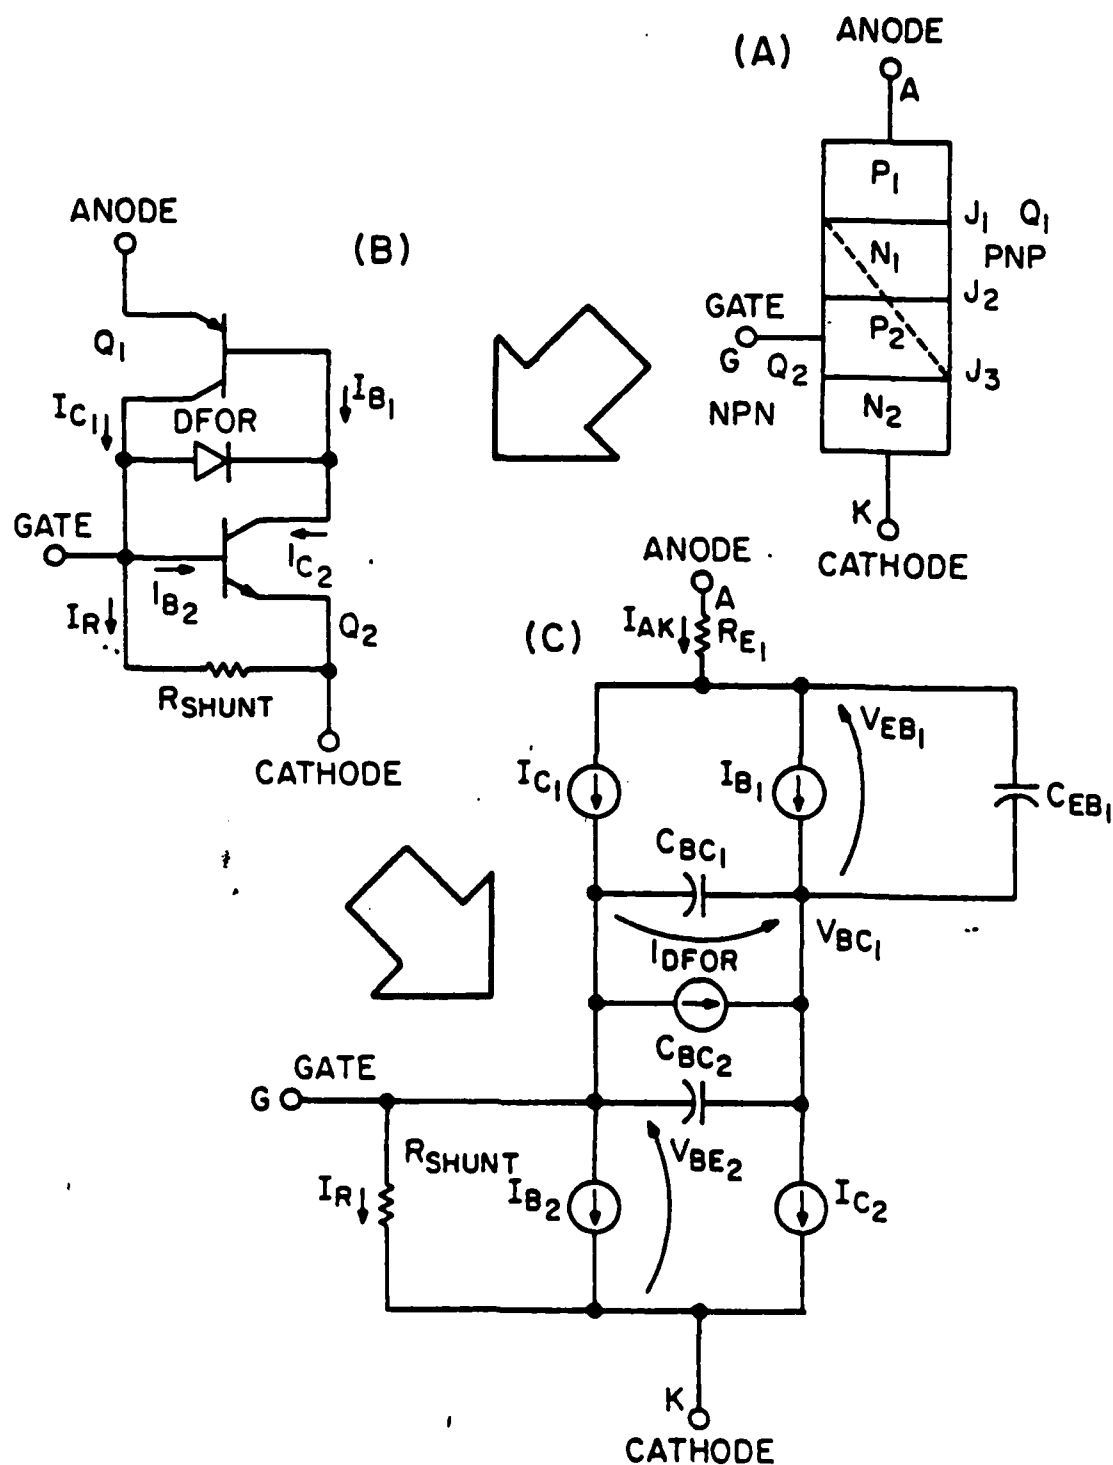 (A)
ANODE
A
P1
J1 Q1
N1
PNP
J2
GATE
G
P2
Q2
J3
NPN
N2
K
CATHODE
(B)
ANODE
Q1
IC1
DFOR
IB1
GATE
IC2
IB2
IR
Q2
RSHUNT
CATHODE
(C)
ANODE
A
IAK
RE1
VEB1
IC1
IB1
CEB1
CBC1
VBC1
IDFOR
CBC2
GATE
G
RSHUNT
VBE2
IR
IB2
IC2
K
CATHODE